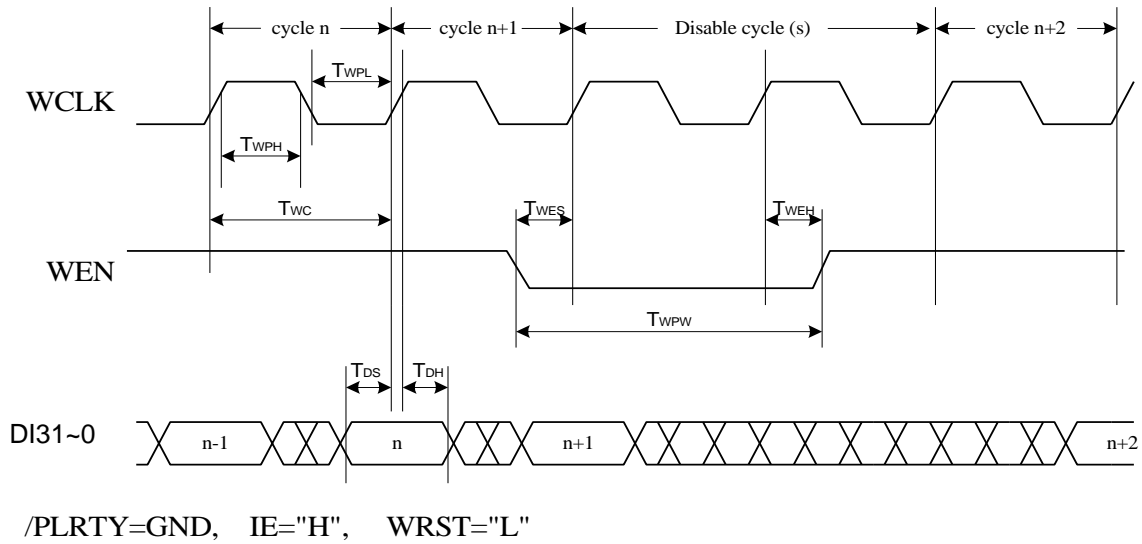 cycle n cycle n+1 Disable cycle (s) cycle n+2
TWPL
WCLK
TWPH
TWC TWES TWEH
WEN
TWPW
TDS TDH
DI31~0 n-1 n n+1 n+2
/PLRTY=GND, IE="H", WRST="L"